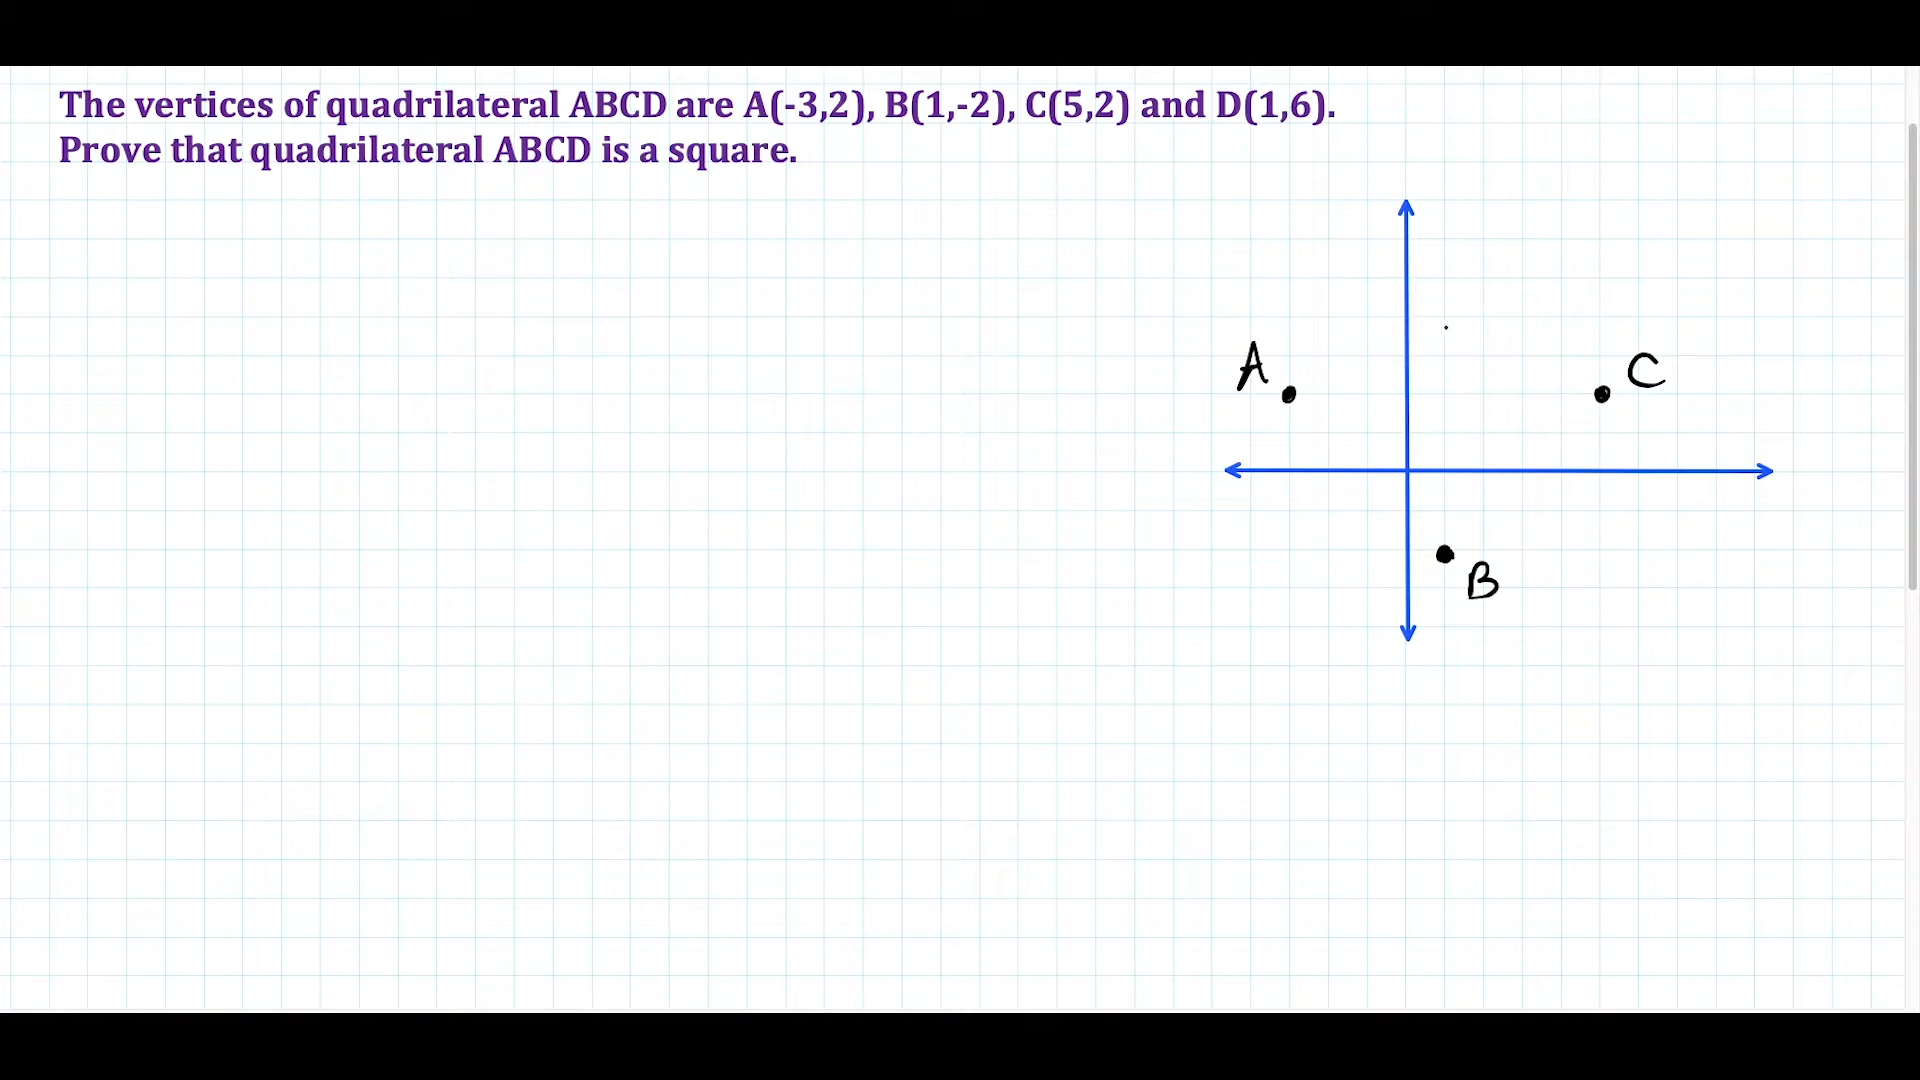 The vertices of quadrilateral ABCD are A(-3,2), B(1,-2), C(5,2) and D(1,6).
Prove that quadrilateral ABCD is a square.
A
C
B